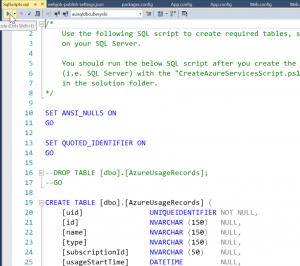 SqlScripts.sql webjob-publish-settings.json packages.config App.config App.config Web.config Web.config
1 /*
2 Use the following SQL script to create required tables, s
3 on your SQL Server.
4
5 You should run the below SQL script after you create the
6 (i.e. SQL Server) with the "CreateAzureServicesScript.ps1
7 in the solution folder.
8 */
9
10 SET ANSI_NULLS ON
11 GO
12
13 SET QUOTED_IDENTIFIER ON
14 GO
15
16 --DROP TABLE [dbo].[AzureUsageRecords];
17 --GO
18
19 CREATE TABLE [dbo].[AzureUsageRecords] (
20 [uid] UNIQUEIDENTIFIER NOT NULL,
21 [id] NVARCHAR (150) NULL,
22 [name] NVARCHAR (150) NULL,
23 [type] NVARCHAR (150) NULL,
24 [subscriptionId] NVARCHAR (50) NULL,
25 [usageStartTime] DATETIME NULL,